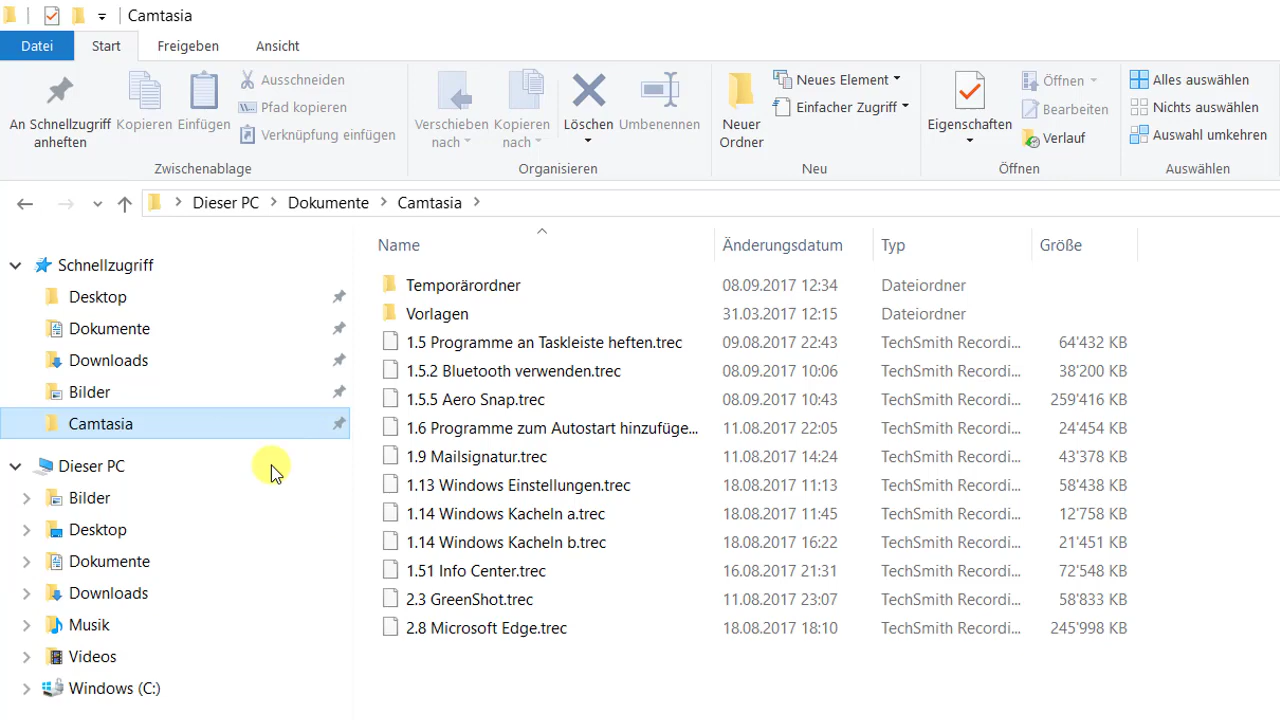 Camtasia
Datei Start Freigeben Ansicht
An Schnellzugriff anheften
Kopieren
Einfügen
Ausschneiden
Pfad kopieren
Verknüpfung einfügen
Zwischenablage
Verschieben nach
Kopieren nach
Löschen
Umbenennen
Organisieren
Neuer Ordner
Neues Element
Einfacher Zugriff
Neu
Eigenschaften
Öffnen
Bearbeiten
Verlauf
Öffnen
Alles auswählen
Nichts auswählen
Auswahl umkehren
Auswählen
Dieser PC Dokumente Camtasia
Schnellzugriff
Desktop
Dokumente
Downloads
Bilder
Camtasia
Dieser PC
Bilder
Desktop
Dokumente
Downloads
Musik
Videos
Windows (C:)
Name Änderungsdatum Typ Größe
Temporärordner 08.09.2017 12:34 Dateiordner
Vorlagen 31.03.2017 12:15 Dateiordner
1.5 Programme an Taskleiste heften.trec 09.08.2017 22:43 TechSmith Recordi... 64'432 KB
1.5.2 Bluetooth verwenden.trec 08.09.2017 10:06 TechSmith Recordi... 38'200 KB
1.5.5 Aero Snap.trec 08.09.2017 10:43 TechSmith Recordi... 259'416 KB
1.6 Programme zum Autostart hinzufüge... 11.08.2017 22:05 TechSmith Recordi... 24'454 KB
1.9 Mailsignatur.trec 11.08.2017 14:24 TechSmith Recordi... 43'378 KB
1.13 Windows Einstellungen.trec 18.08.2017 11:13 TechSmith Recordi... 58'438 KB
1.14 Windows Kacheln a.trec 18.08.2017 11:45 TechSmith Recordi... 12'758 KB
1.14 Windows Kacheln b.trec 18.08.2017 16:22 TechSmith Recordi... 21'451 KB
1.51 Info Center.trec 16.08.2017 21:31 TechSmith Recordi... 72'548 KB
2.3 GreenShot.trec 11.08.2017 23:07 TechSmith Recordi... 58'833 KB
2.8 Microsoft Edge.trec 18.08.2017 18:10 TechSmith Recordi... 245'998 KB